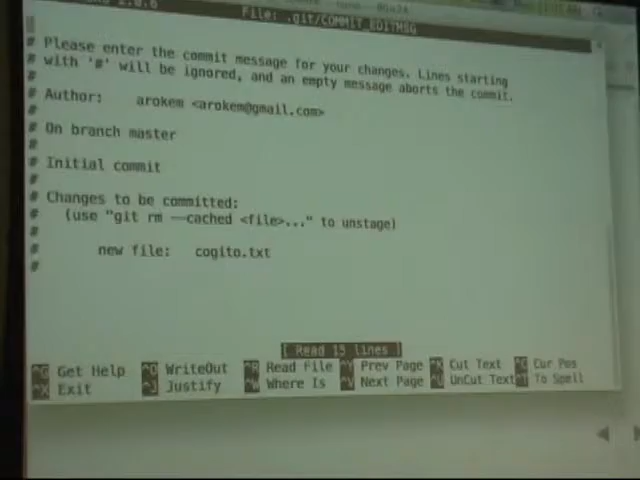 File: .git/COMMIT_EDITMSG
# Please enter the commit message for your changes. Lines starting
# with '#' will be ignored, and an empty message aborts the commit.
#
# Author:    arokem <arokem@gmail.com>
#
# On branch master
#
# Initial commit
#
# Changes to be committed:
#   (use "git rm --cached <file>..." to unstage)
#
#       new file:   cogito.txt
#
[ Read 15 lines ]
^G Get Help ^O WriteOut ^R Read File ^Y Prev Page ^K Cut Text ^C Cur Pos
^X Exit ^J Justify ^W Where Is ^V Next Page ^U UnCut Text ^T To Spell